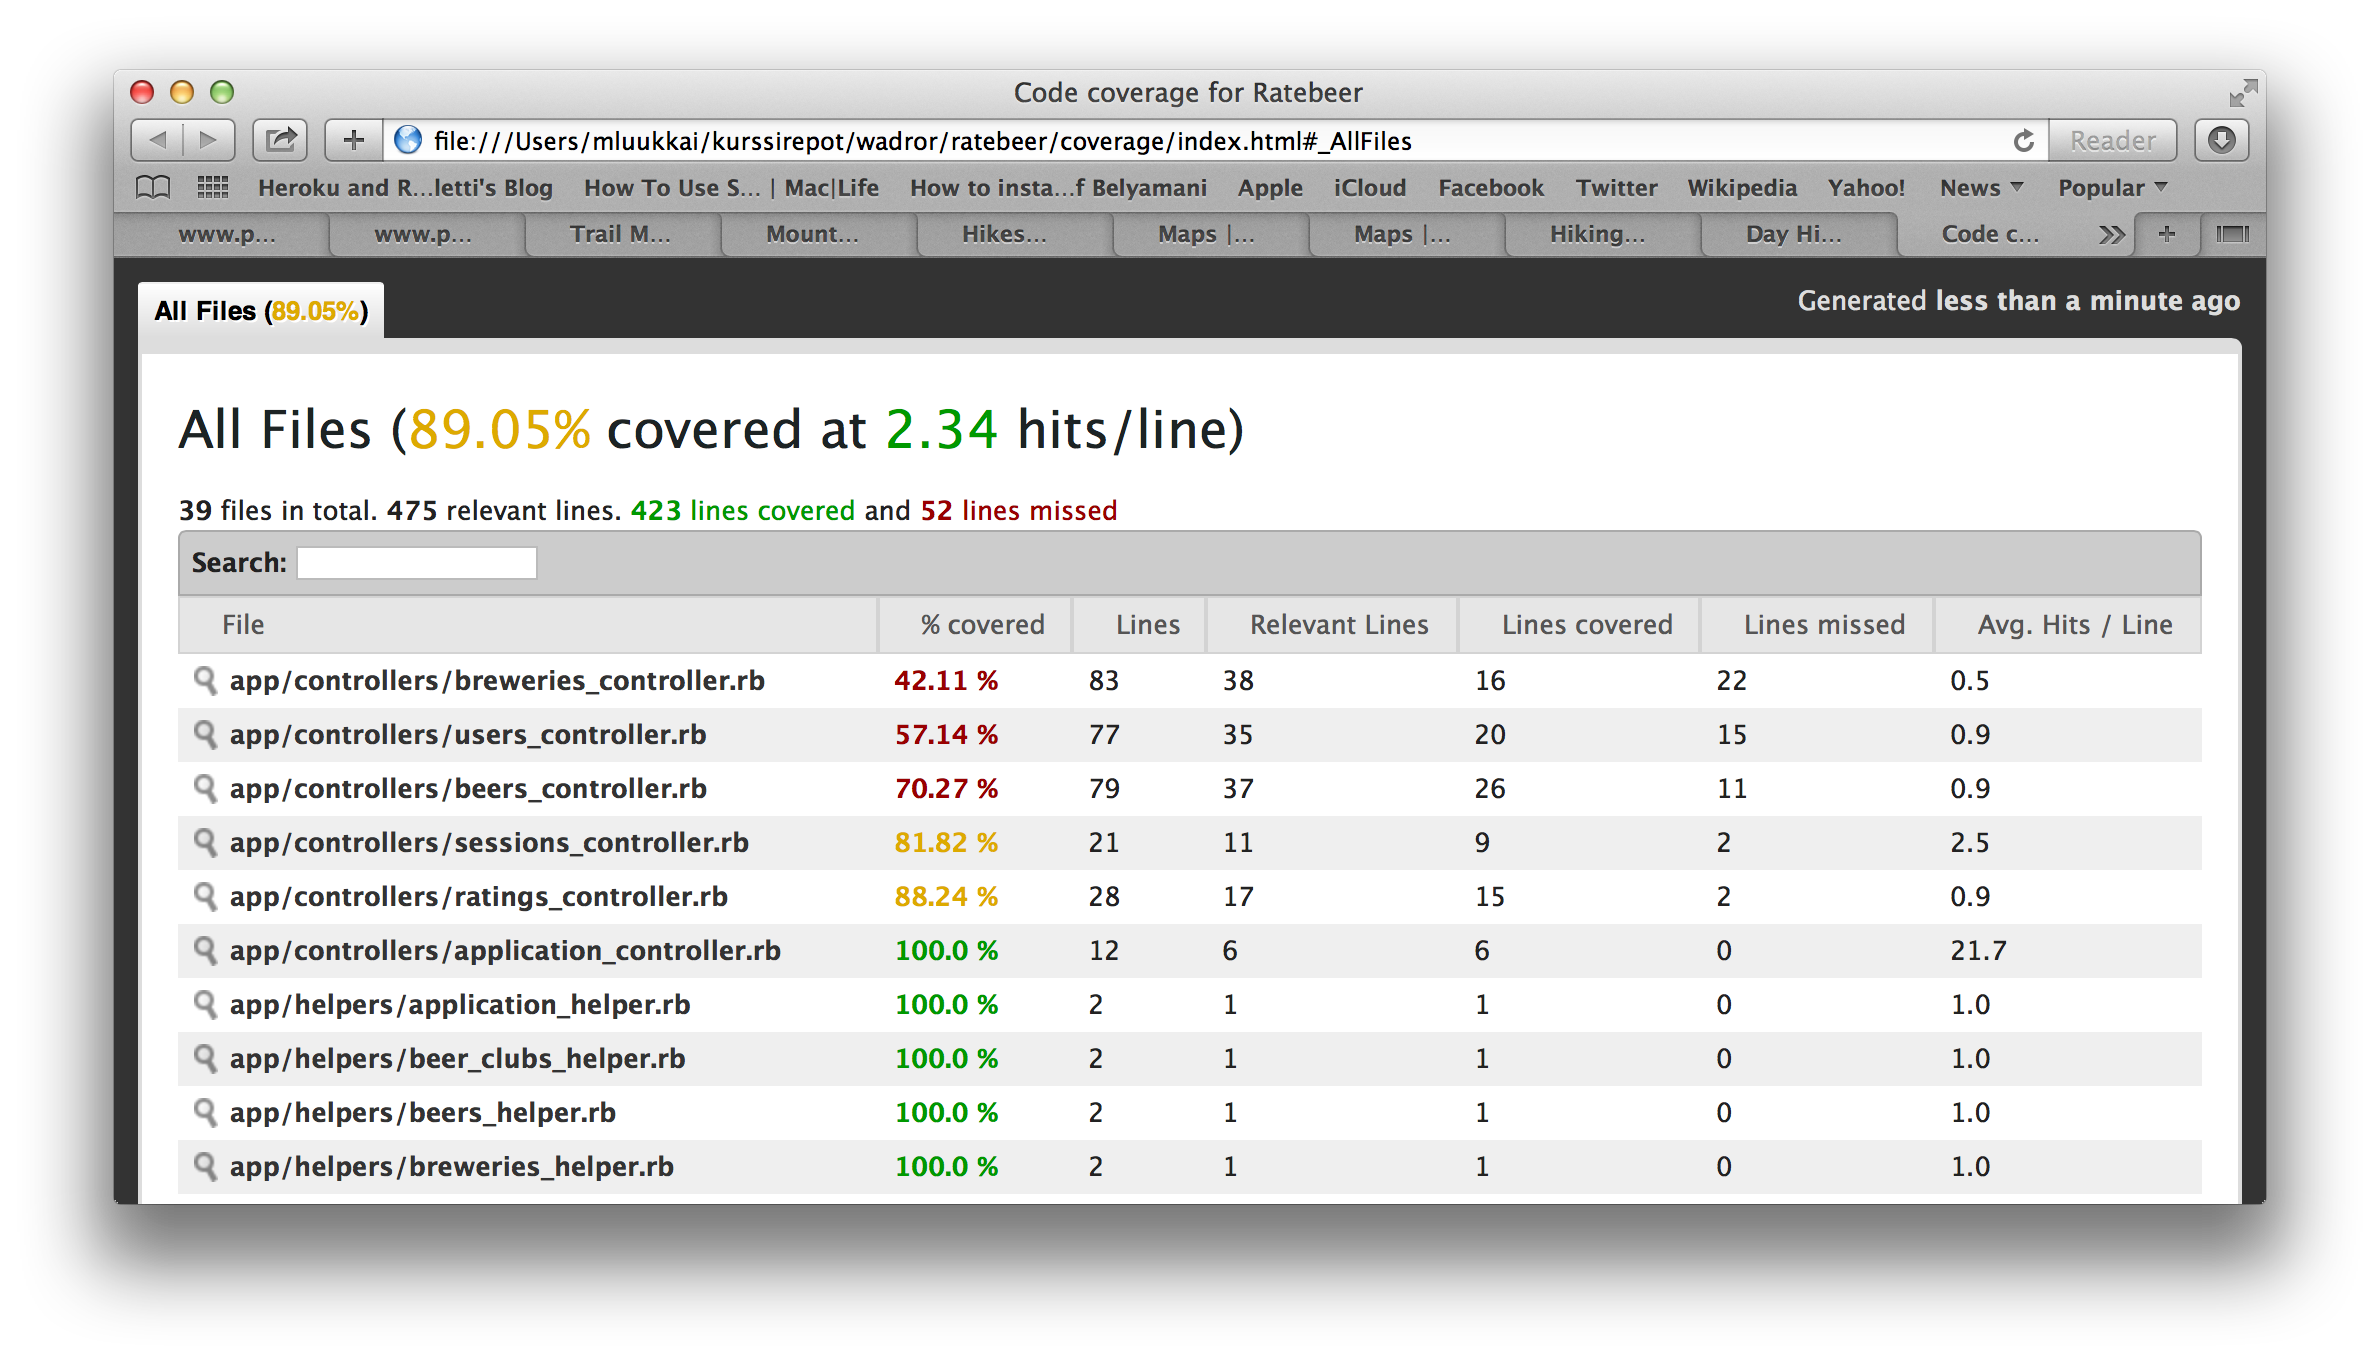 Code coverage for Ratebeer
file:///Users/mluukkai/kurssirepot/wadror/ratebeer/coverage/index.html#_AllFiles
Reader
Heroku and R...letti's Blog How To Use S... | Mac|Life How to insta...f Belyamani Apple iCloud Facebook Twitter Wikipedia Yahoo! News Popular
www.p... www.p... Trail M... Mount... Hikes... Maps |... Maps |... Hiking... Day Hi... Code c...
All Files (89.05%)
Generated less than a minute ago
All Files (89.05% covered at 2.34 hits/line)
39 files in total. 475 relevant lines. 423 lines covered and 52 lines missed
Search:
File % covered Lines Relevant Lines Lines covered Lines missed Avg. Hits / Line
app/controllers/breweries_controller.rb 42.11 % 83 38 16 22 0.5
app/controllers/users_controller.rb 57.14 % 77 35 20 15 0.9
app/controllers/beers_controller.rb 70.27 % 79 37 26 11 0.9
app/controllers/sessions_controller.rb 81.82 % 21 11 9 2 2.5
app/controllers/ratings_controller.rb 88.24 % 28 17 15 2 0.9
app/controllers/application_controller.rb 100.0 % 12 6 6 0 21.7
app/helpers/application_helper.rb 100.0 % 2 1 1 0 1.0
app/helpers/beer_clubs_helper.rb 100.0 % 2 1 1 0 1.0
app/helpers/beers_helper.rb 100.0 % 2 1 1 0 1.0
app/helpers/breweries_helper.rb 100.0 % 2 1 1 0 1.0